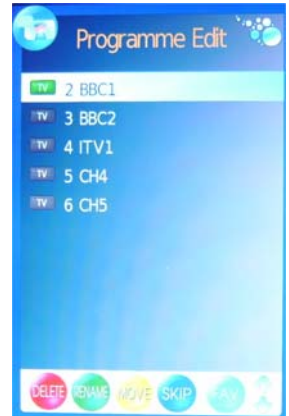 Programme Edit
TV 2 BBC1
TV 3 BBC2
TV 4 ITV1
TV 5 CH4
TV 6 CH5
DELETE RENAME MOVE SKIP FAV